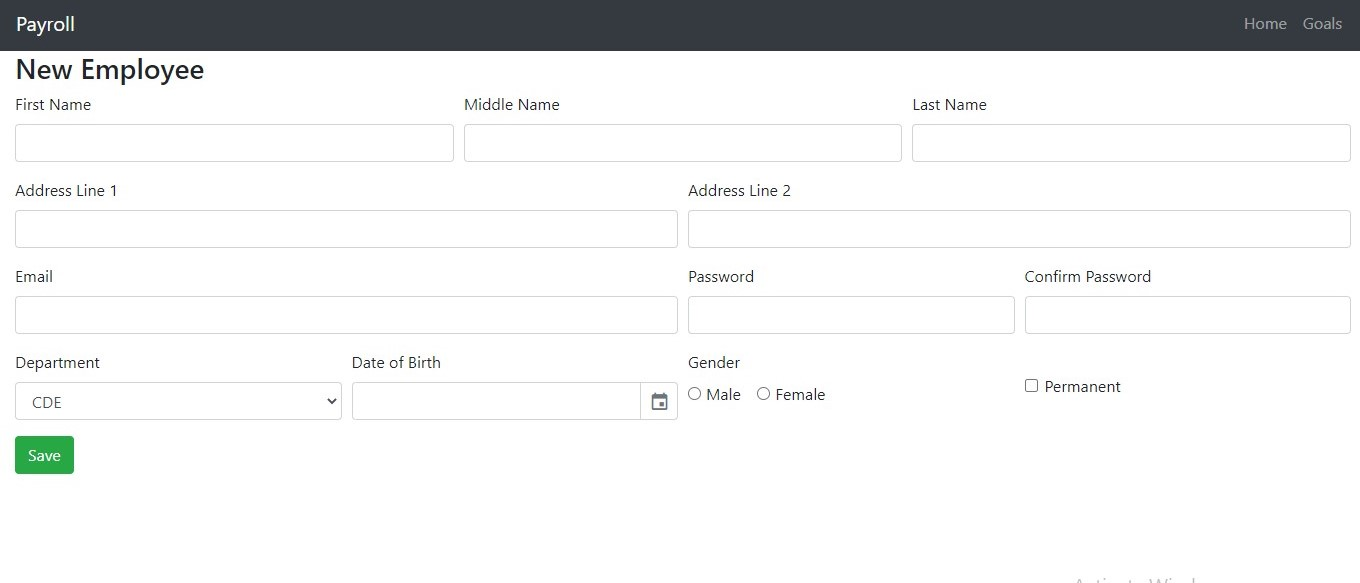 Payroll Home Goals
New Employee
First Name Middle Name Last Name
Address Line 1 Address Line 2
Email Password Confirm Password
Department Date of Birth Gender
CDE Male Female Permanent
Save